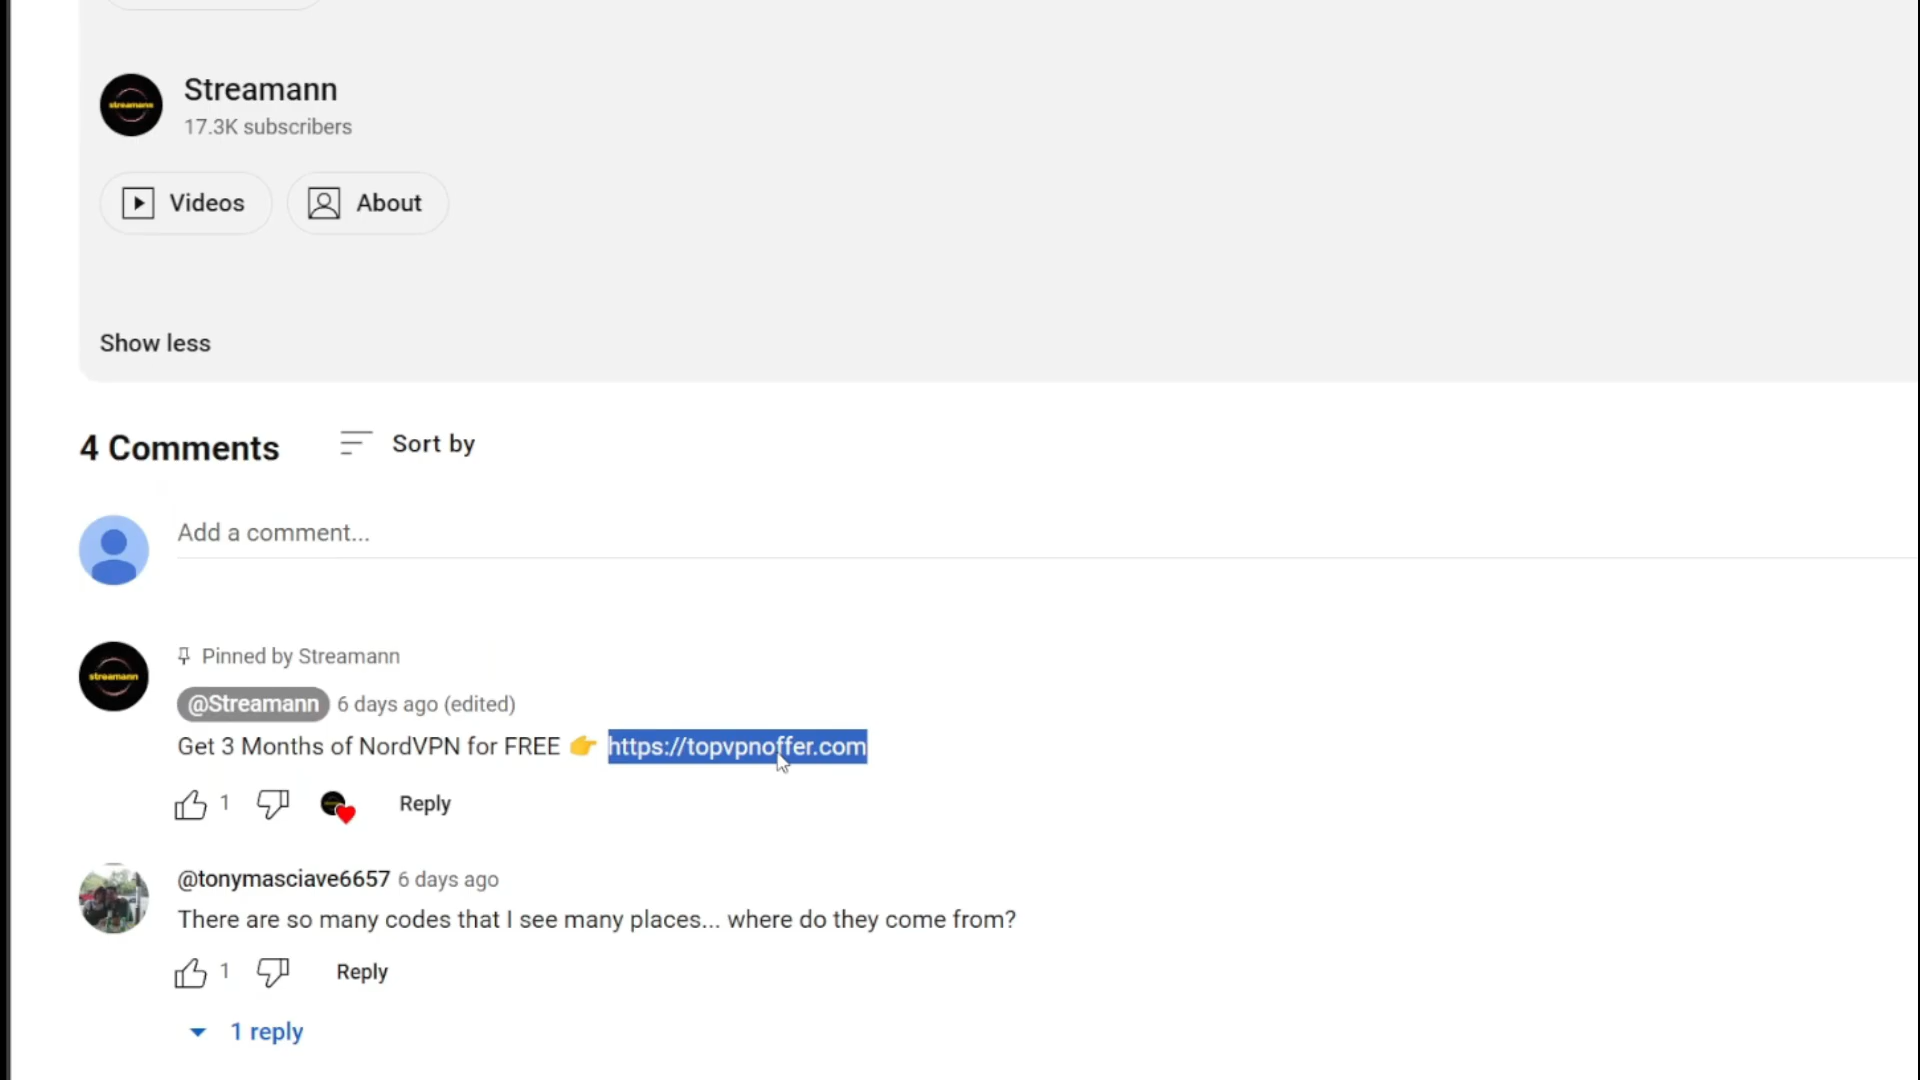 streamann
Streamann
17.3K subscribers
Videos
About
Show less
4 Comments
Sort by
Add a comment...
streamann
Pinned by Streamann
@Streamann 6 days ago (edited)
Get 3 Months of NordVPN for FREE 👉 https://topvpnoffer.com
1
Reply
@tonymasciave6657 6 days ago
There are so many codes that I see many places... where do they come from?
1
Reply
1 reply